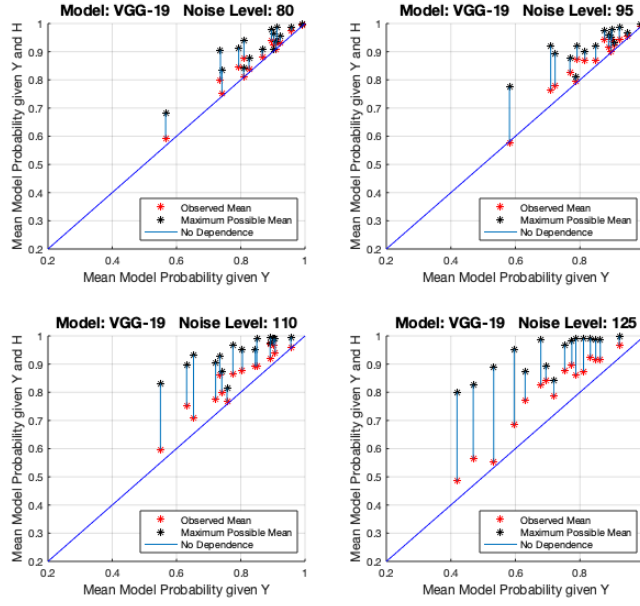 Model: VGG-19 Noise Level: 80
Mean Model Probability given Y and H
1
0.9
0.8
0.7
0.6
0.5
0.4
0.3
0.2
Observed Mean
Maximum Possible Mean
No Dependence
0.2 0.4 0.6 0.8 1
Mean Model Probability given Y
Model: VGG-19 Noise Level: 95
Mean Model Probability given Y and H
1
0.9
0.8
0.7
0.6
0.5
0.4
0.3
0.2
Observed Mean
Maximum Possible Mean
No Dependence
0.2 0.4 0.6 0.8
Mean Model Probability given Y
Model: VGG-19 Noise Level: 110
Mean Model Probability given Y and H
1
0.9
0.8
0.7
0.6
0.5
0.4
0.3
0.2
Observed Mean
Maximum Possible Mean
No Dependence
0.2 0.4 0.6 0.8 1
Mean Model Probability given Y
Model: VGG-19 Noise Level: 125
Mean Model Probability given Y and H
1
0.9
0.8
0.7
0.6
0.5
0.4
0.3
0.2
Observed Mean
Maximum Possible Mean
No Dependence
0.2 0.4 0.6 0.8
Mean Model Probability given Y